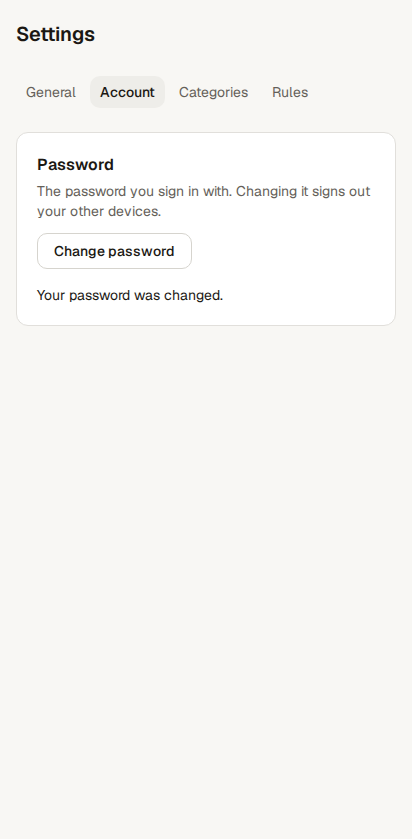 Settings
General Account Categories Rules
Password
The password you sign in with. Changing it signs out
your other devices.
Change password
Your password was changed.